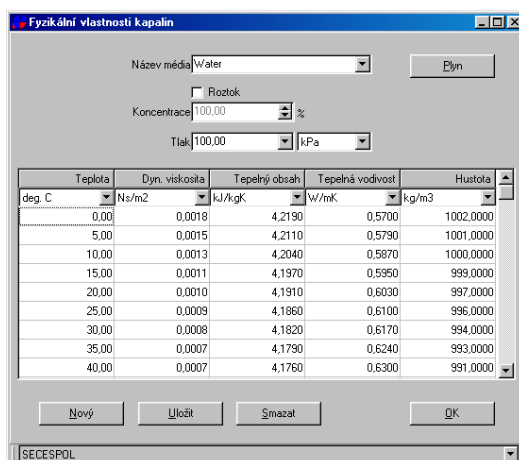 Fyzikální vlastnosti kapalin
Název média Water Plyn
Roztok
Koncentrace 100,00 %
Tlak 100,00 kPa
Teplota Dyn. viskosita Tepelný obsah Tepelná vodivost Hustota
deg. C Ns/m2 kJ/kgK W/mK kg/m3
0,00 0,0018 4,2190 0,5700 1002,0000
5,00 0,0015 4,2110 0,5790 1001,0000
10,00 0,0013 4,2040 0,5870 1000,0000
15,00 0,0011 4,1970 0,5950 999,0000
20,00 0,0010 4,1910 0,6030 997,0000
25,00 0,0009 4,1860 0,6100 996,0000
30,00 0,0008 4,1820 0,6170 994,0000
35,00 0,0007 4,1790 0,6240 993,0000
40,00 0,0007 4,1760 0,6300 991,0000
Nový Uložit Smazat OK
SECESPOL